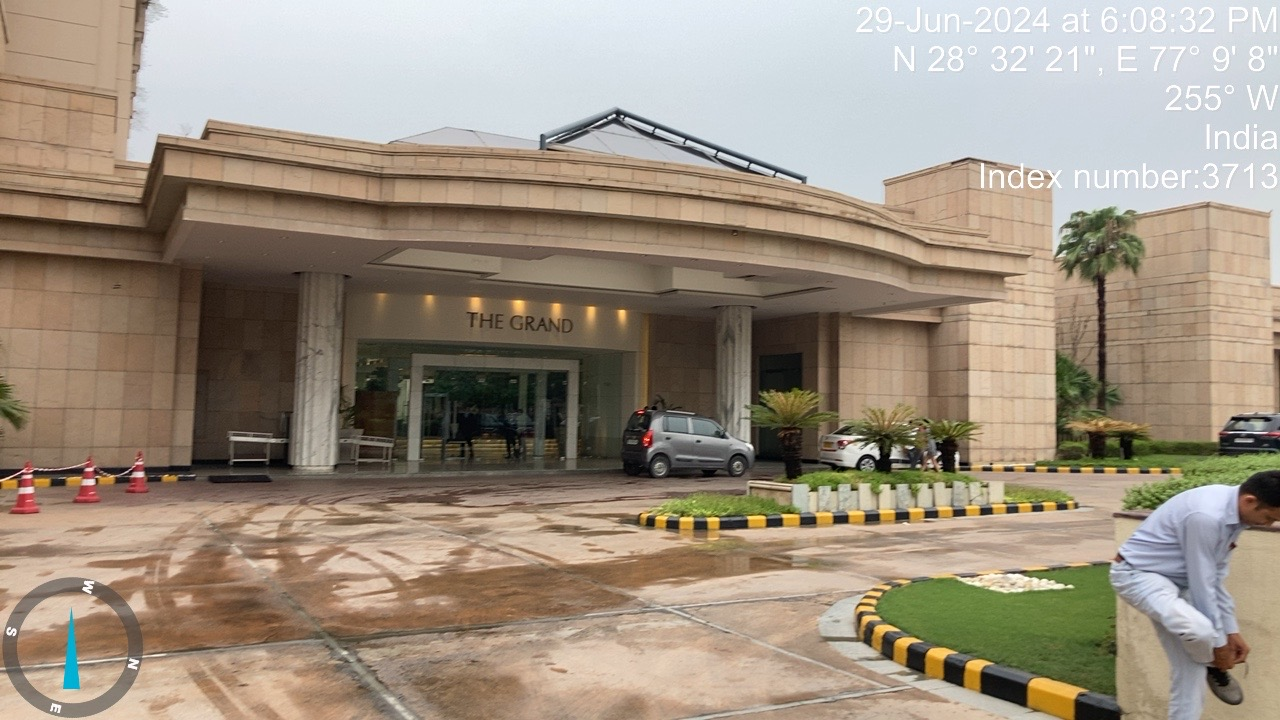 29-Jun-2024 at 6:08:32 PM
N 28° 32' 21", E 77° 9' 8"
255° W
India
Index number:3713
THE GRAND
W
S
N
E